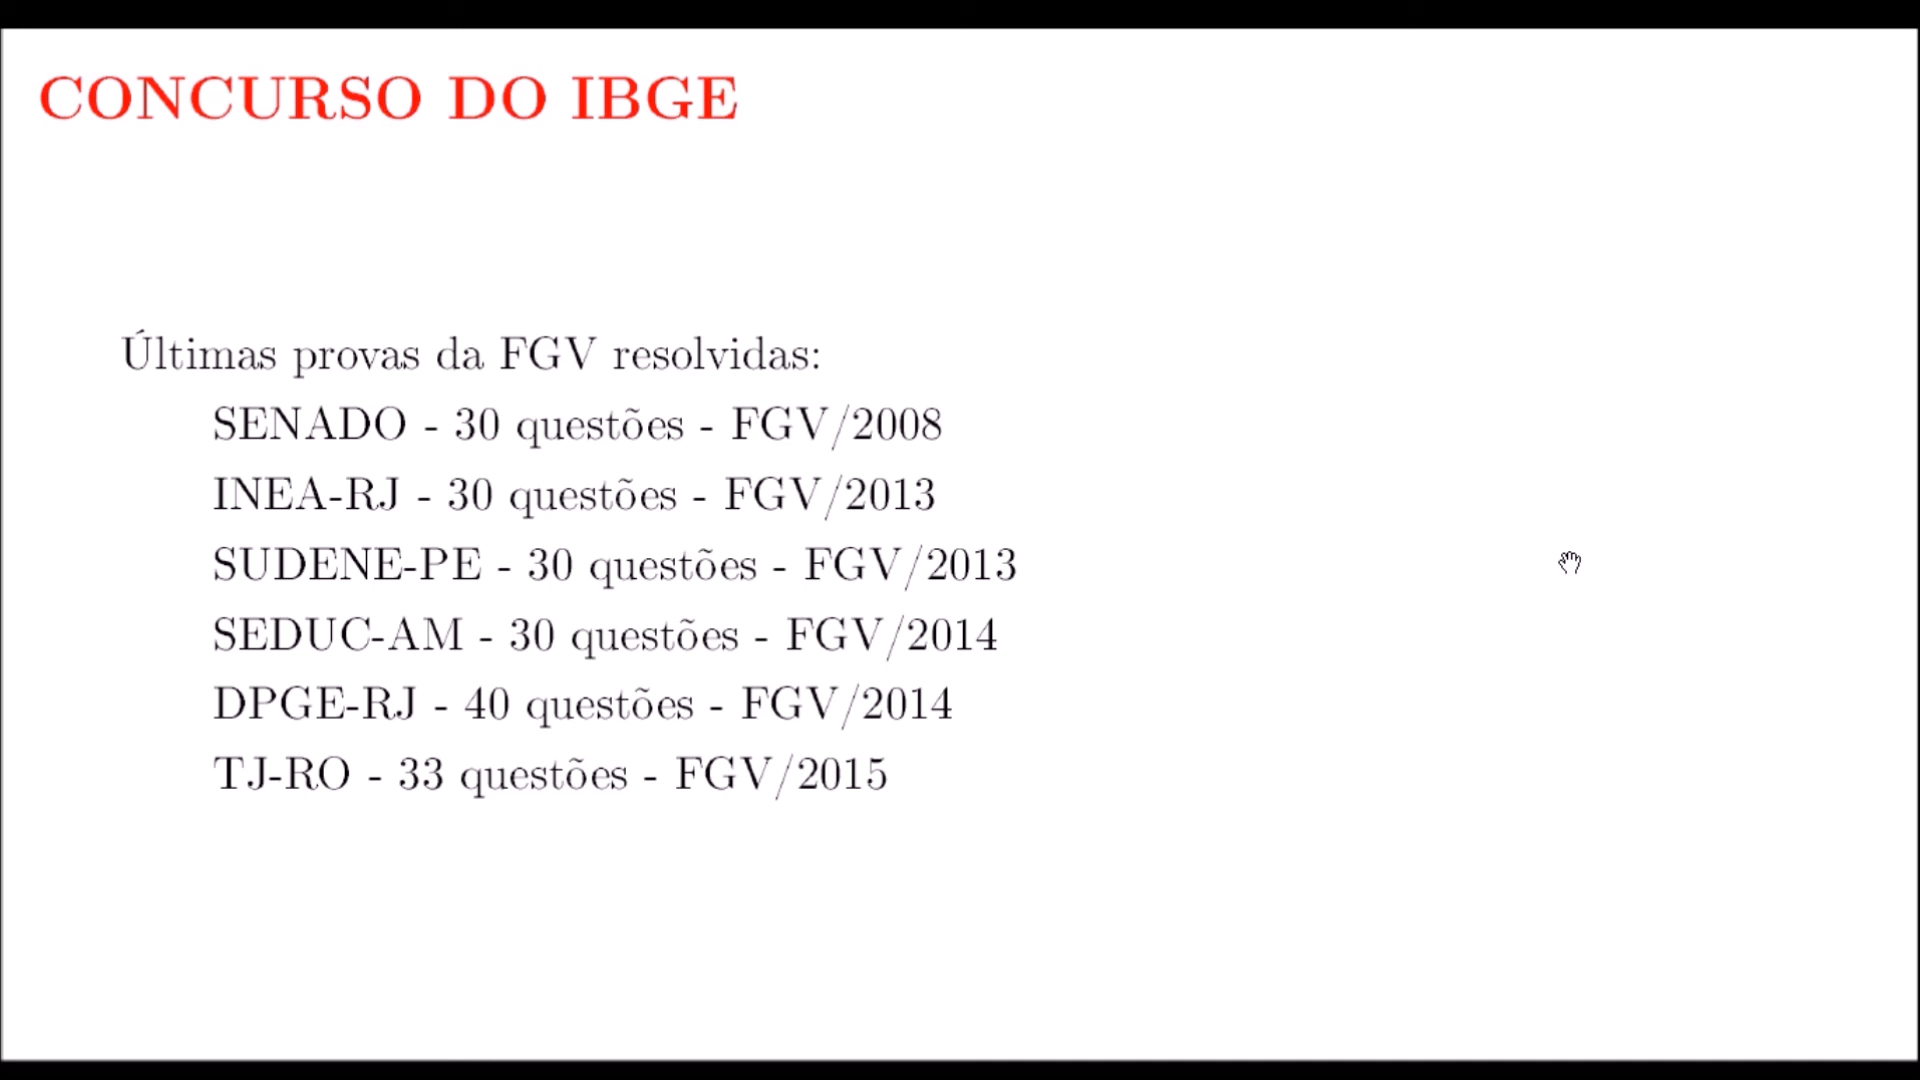 CONCURSO DO IBGE
Últimas provas da FGV resolvidas:
SENADO - 30 questões - FGV/2008
INEA-RJ - 30 questões - FGV/2013
SUDENE-PE - 30 questões - FGV/2013
SEDUC-AM - 30 questões - FGV/2014
DPGE-RJ - 40 questões - FGV/2014
TJ-RO - 33 questões - FGV/2015